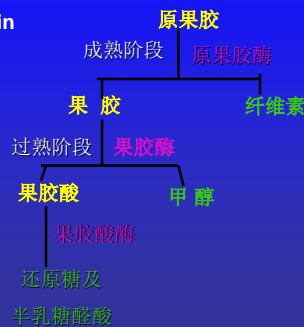 in
原果胶
成熟阶段 原果胶酶
果 胶 纤维素
过熟阶段 果胶酶
果胶酸 甲 醇
果胶酸酶
还原糖及
半乳糖醛酸